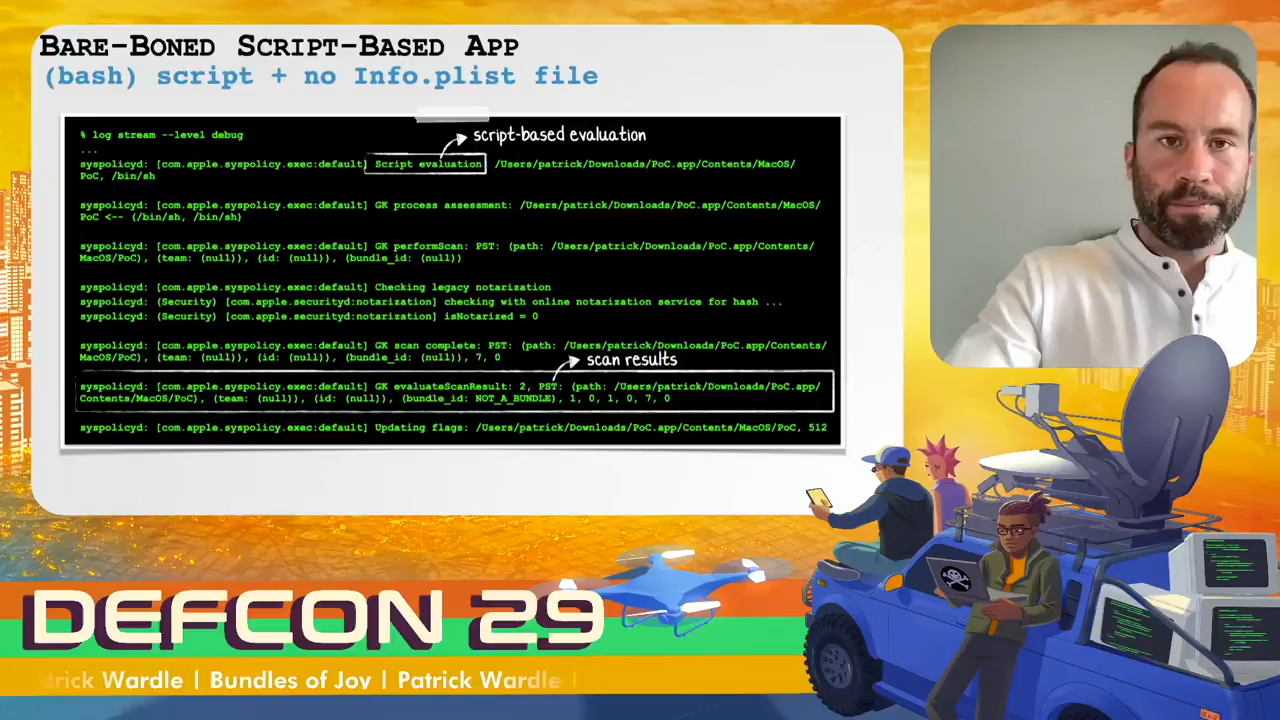 Bare-Boned Script-Based App
(bash) script + no Info.plist file
% log stream --level debug
...
script-based evaluation
syspolicyd: [com.apple.syspolicy.exec:default] Script evaluation /Users/patrick/Downloads/PoC.app/Contents/MacOS/
PoC, /bin/sh
syspolicyd: [com.apple.syspolicy.exec:default] GK process assessment: /Users/patrick/Downloads/PoC.app/Contents/MacOS/
PoC <-- (/bin/sh, /bin/sh)
syspolicyd: [com.apple.syspolicy.exec:default] GK performScan: PST: (path: /Users/patrick/Downloads/PoC.app/Contents/
MacOS/PoC), (team: (null)), (id: (null)), (bundle_id: (null))
syspolicyd: [com.apple.syspolicy.exec:default] Checking legacy notarization
syspolicyd: (Security) [com.apple.securityd:notarization] checking with online notarization service for hash ...
syspolicyd: (Security) [com.apple.securityd:notarization] isNotarized = 0
syspolicyd: [com.apple.syspolicy.exec:default] GK scan complete: PST: (path: /Users/patrick/Downloads/PoC.app/Contents/
MacOS/PoC), (team: (null)), (id: (null)), (bundle_id: (null)), 7, 0
scan results
syspolicyd: [com.apple.syspolicy.exec:default] GK evaluateScanResult: 2, PST: (path: /Users/patrick/Downloads/PoC.app/
Contents/MacOS/PoC), (team: (null)), (id: (null)), (bundle_id: NOT_A_BUNDLE), 1, 0, 1, 0, 7, 0
syspolicyd: [com.apple.syspolicy.exec:default] Updating flags: /Users/patrick/Downloads/PoC.app/Contents/MacOS/PoC, 512
DEFCON 29
trick Wardle | Bundles of Joy | Patrick Wardle |